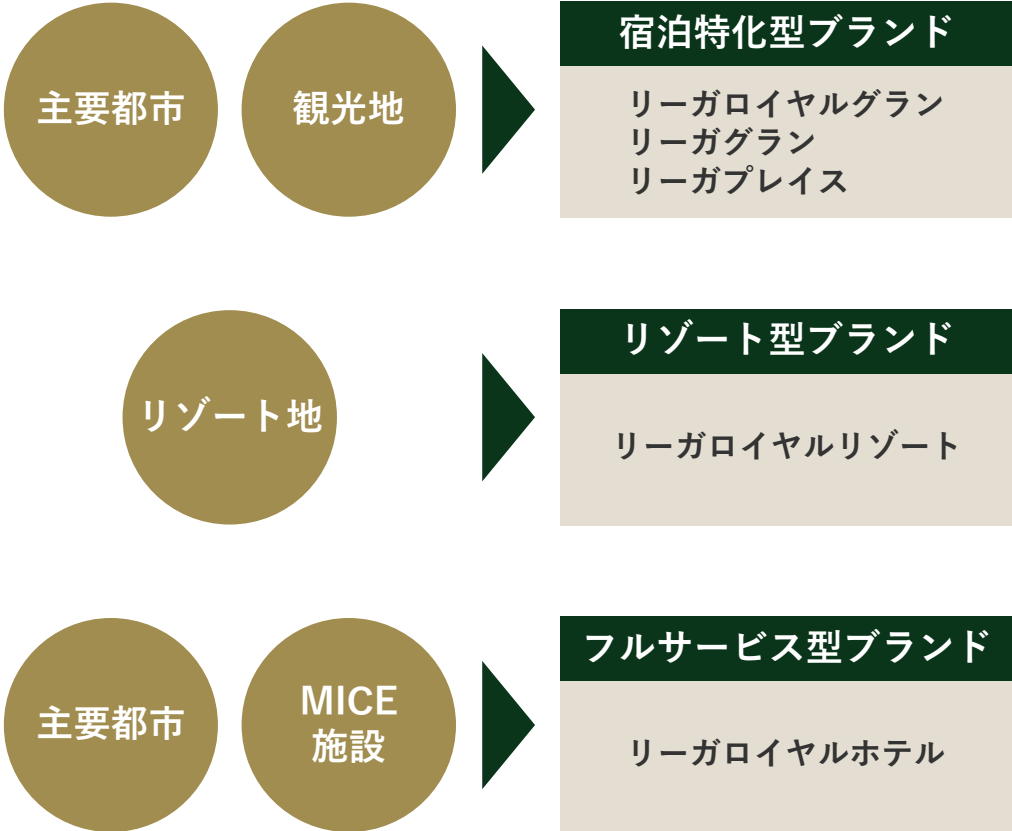 主要都市
観光地
宿泊特化型ブランド
リーガロイヤルグラン
リーガグラン
リーガプレイス
リゾート地
リゾート型ブランド
リーガロイヤルリゾート
主要都市
MICE
施設
フルサービス型ブランド
リーガロイヤルホテル